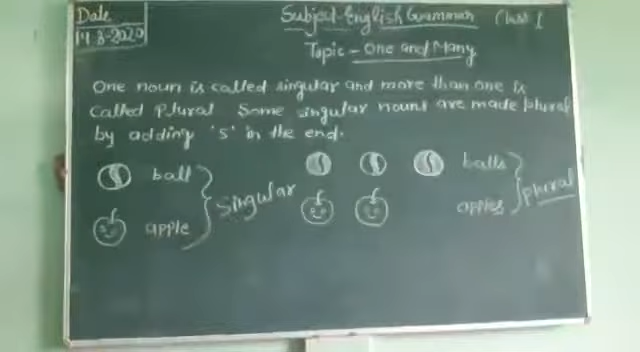 Date
14-8-2020
Subject-English Grammar Class I
Topic - One and Many
One noun is called singular and more than one is
called Plural Some singular nouns are made plural
by adding 's' in the end.
ball
apple
Singular
balls
apples
plural